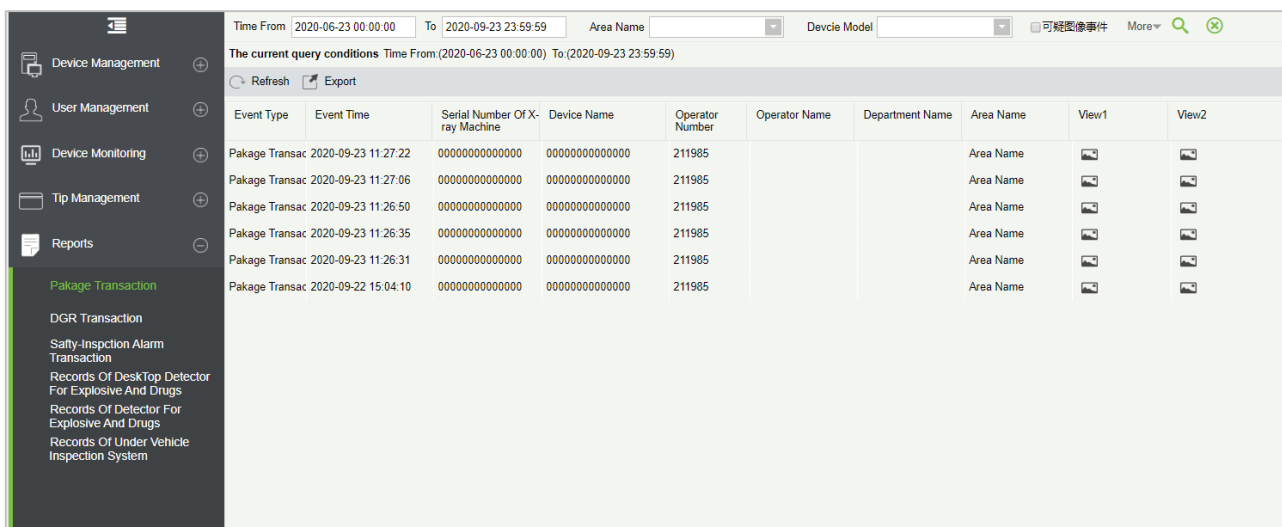 Time From 2020-06-23 00:00:00 To 2020-09-23 23:59:59 Area Name Devcie Model 可疑图像事件 More
The current query conditions Time From:(2020-06-23 00:00:00) To:(2020-09-23 23:59:59)
Refresh Export
Device Management
User Management
Device Monitoring
Tip Management
Reports
Pakage Transaction
DGR Transaction
Safty-Inspction Alarm
Transaction
Records Of DeskTop Detector
For Explosive And Drugs
Records Of Detector For
Explosive And Drugs
Records Of Under Vehicle
Inspection System
Event Type Event Time Serial Number Of X-ray Machine Device Name Operator Number Operator Name Department Name Area Name View1 View2
Pakage Transac 2020-09-23 11:27:22 00000000000000 00000000000000 211985 Area Name
Pakage Transac 2020-09-23 11:27:06 00000000000000 00000000000000 211985 Area Name
Pakage Transac 2020-09-23 11:26:50 00000000000000 00000000000000 211985 Area Name
Pakage Transac 2020-09-23 11:26:35 00000000000000 00000000000000 211985 Area Name
Pakage Transac 2020-09-23 11:26:31 00000000000000 00000000000000 211985 Area Name
Pakage Transac 2020-09-22 15:04:10 00000000000000 00000000000000 211985 Area Name